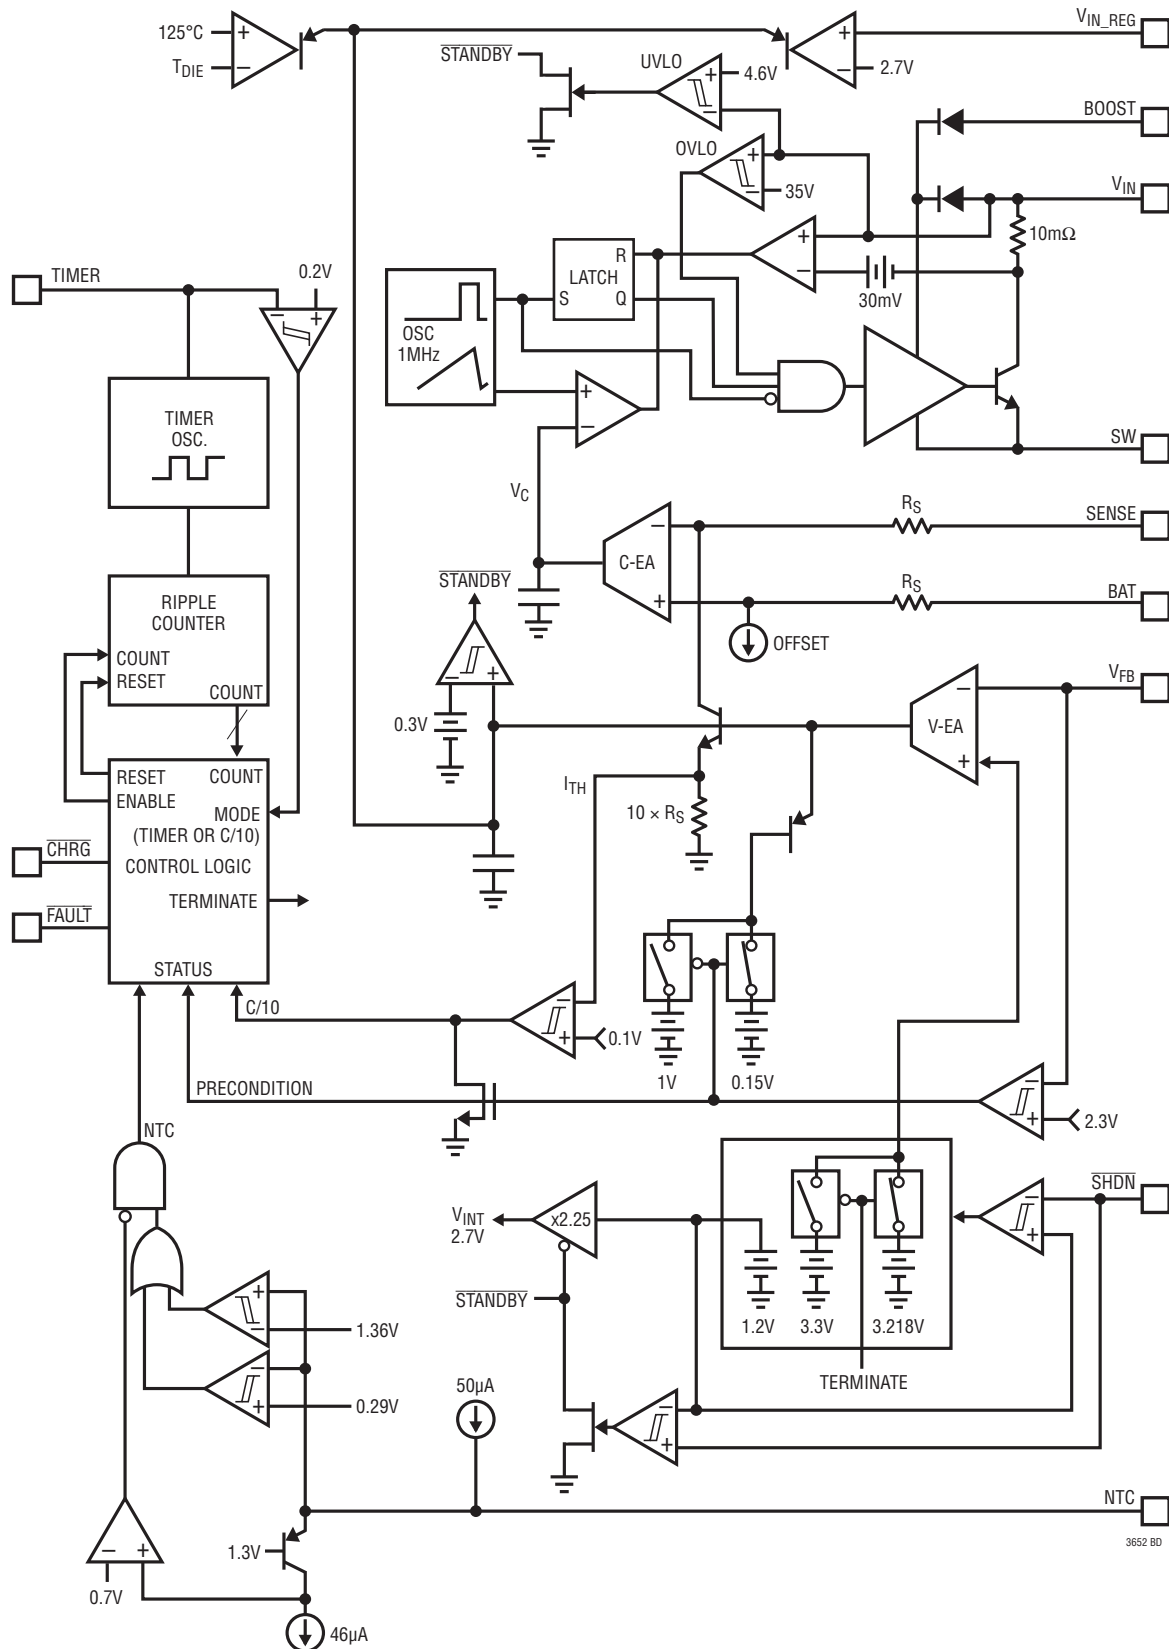 125°C
+
−
TDIE
STANDBY
UVLO
+
−
4.6V
+
−
2.7V
VIN_REG
BOOST
OVLO
+
−
35V
VIN
10mΩ
+
−
30mV
R
LATCH
S
Q
OSC
1MHz
+
−
SW
TIMER
0.2V
−
+
TIMER
OSC.
VC
C-EA
−
+
RS
SENSE
RS
BAT
OFFSET
STANDBY
−
+
0.3V
RIPPLE
COUNTER
COUNT
RESET
COUNT
V-EA
−
+
VFB
RESET
COUNT
ENABLE
MODE
(TIMER OR C/10)
CONTROL LOGIC
TERMINATE
STATUS
CHRG
FAULT
ITH
10 × RS
C/10
−
+
0.1V
1V
0.15V
PRECONDITION
−
+
2.3V
NTC
VINT
2.7V
x2.25
STANDBY
1.2V
3.3V
3.218V
TERMINATE
−
+
SHDN
+
−
1.36V
−
+
0.29V
50µA
−
+
NTC
1.3V
−
+
0.7V
46µA
3652 BD